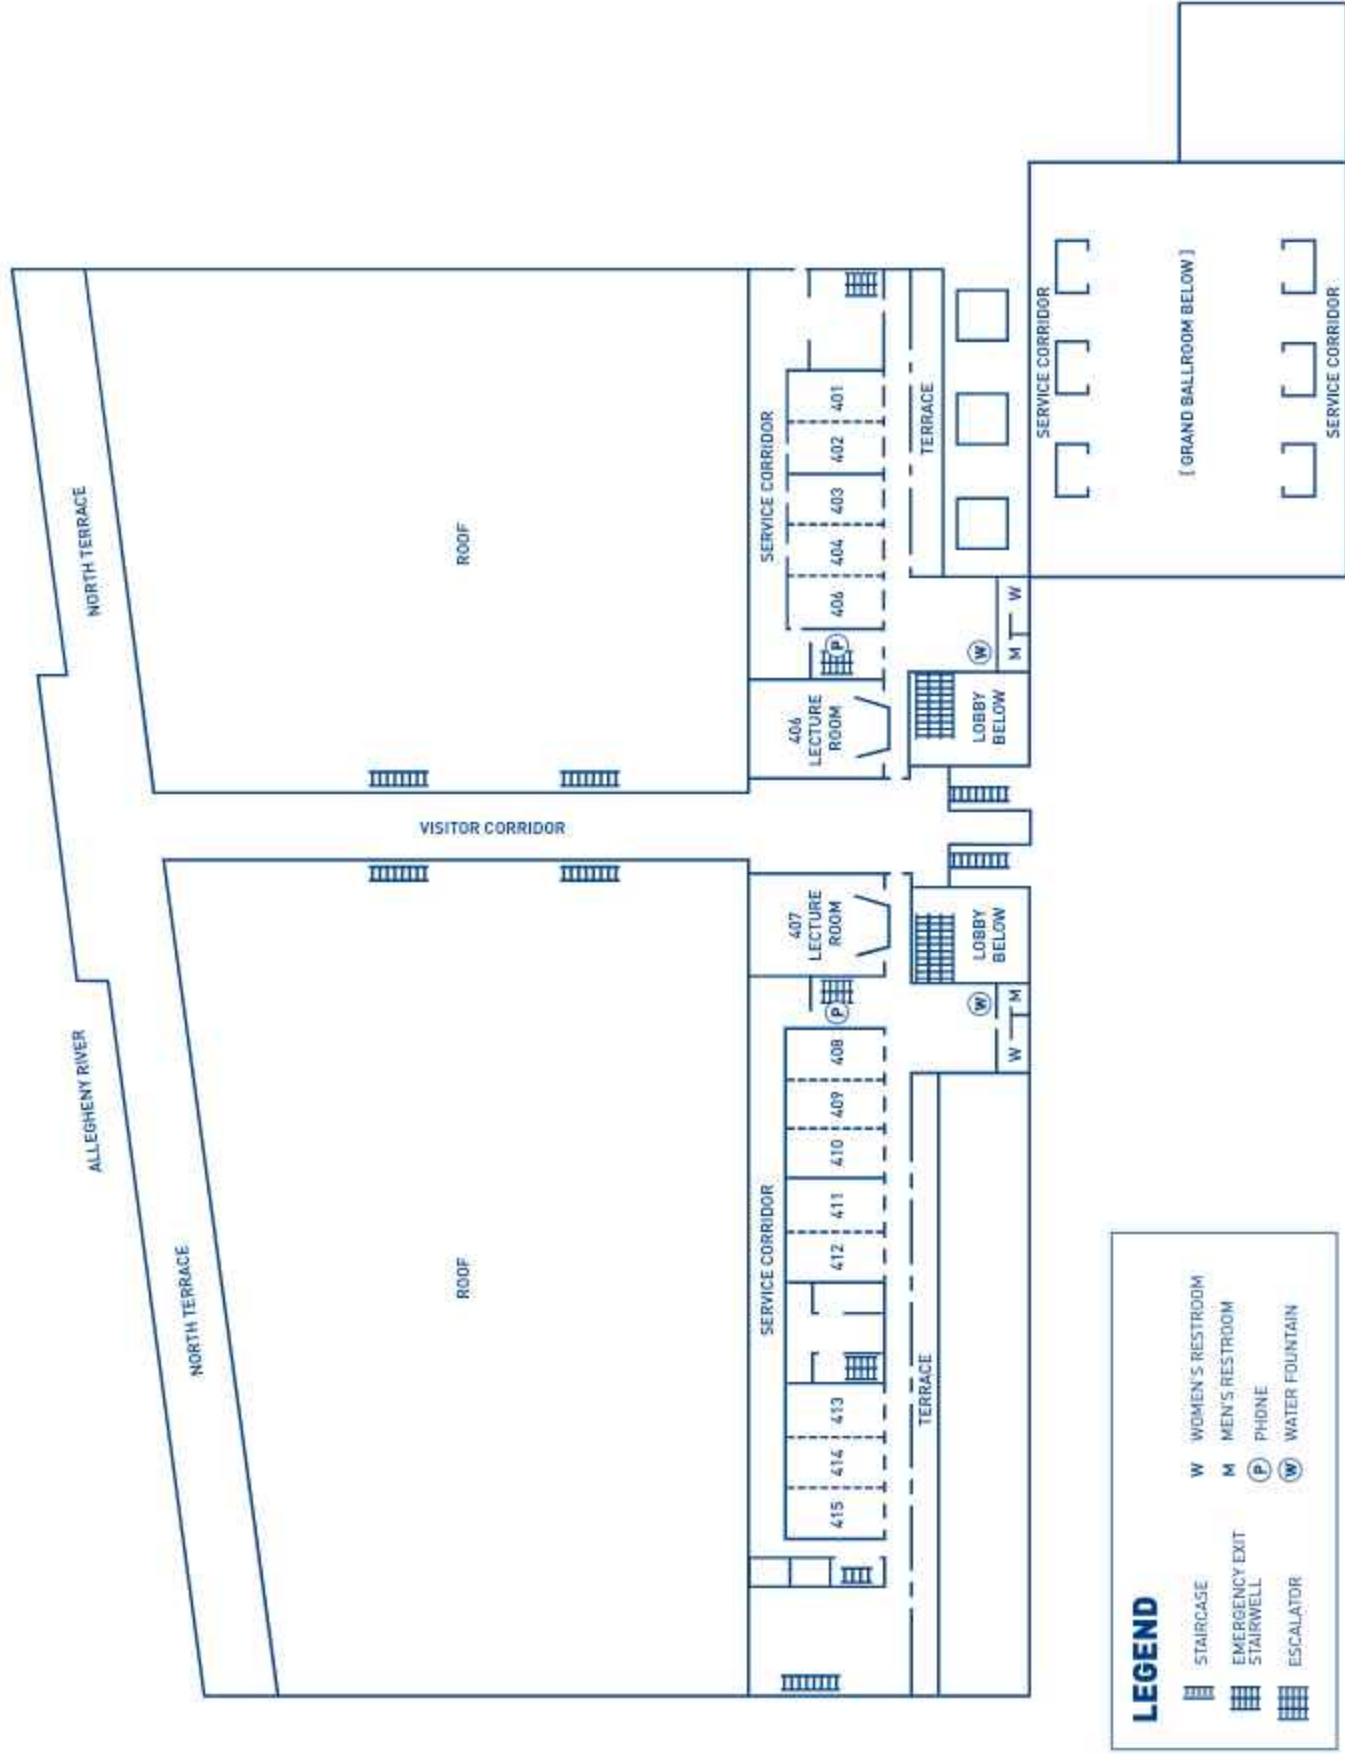 ALLEGHENY RIVER
NORTH TERRACE
NORTH TERRACE
ROOF
ROOF
VISITOR CORRIDOR
SERVICE CORRIDOR
SERVICE CORRIDOR
415
414
413
412
411
410
409
408
P
407
LECTURE
ROOM
406
LECTURE
ROOM
P
406
404
403
402
401
TERRACE
TERRACE
W
M
W
LOBBY
BELOW
LOBBY
BELOW
W
M
W
SERVICE CORRIDOR
[ GRAND BALLROOM BELOW ]
SERVICE CORRIDOR
LEGEND
STAIRCASE
EMERGENCY EXIT
STAIRWELL
ESCALATOR
W WOMEN'S RESTROOM
M MEN'S RESTROOM
P PHONE
W WATER FOUNTAIN